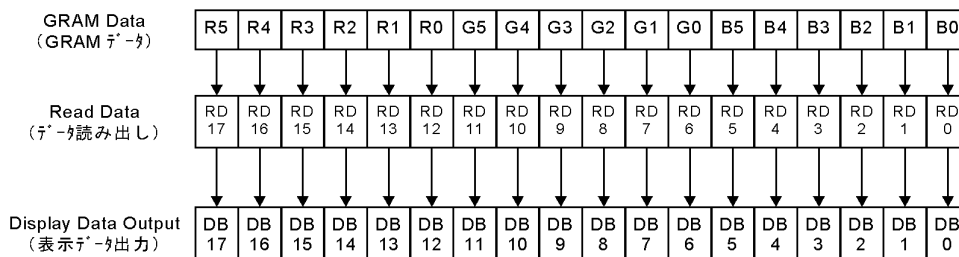 GRAM Data
(GRAM ﾃﾞｰﾀ)
R5 R4 R3 R2 R1 R0 G5 G4 G3 G2 G1 G0 B5 B4 B3 B2 B1 B0
Read Data
(ﾃﾞｰﾀ読み出し)
RD RD RD RD RD RD RD RD RD RD RD RD RD RD RD RD RD RD
17 16 15 14 13 12 11 10 9 8 7 6 5 4 3 2 1 0
Display Data Output
(表示ﾃﾞｰﾀ出力)
DB DB DB DB DB DB DB DB DB DB DB DB DB DB DB DB DB DB
17 16 15 14 13 12 11 10 9 8 7 6 5 4 3 2 1 0